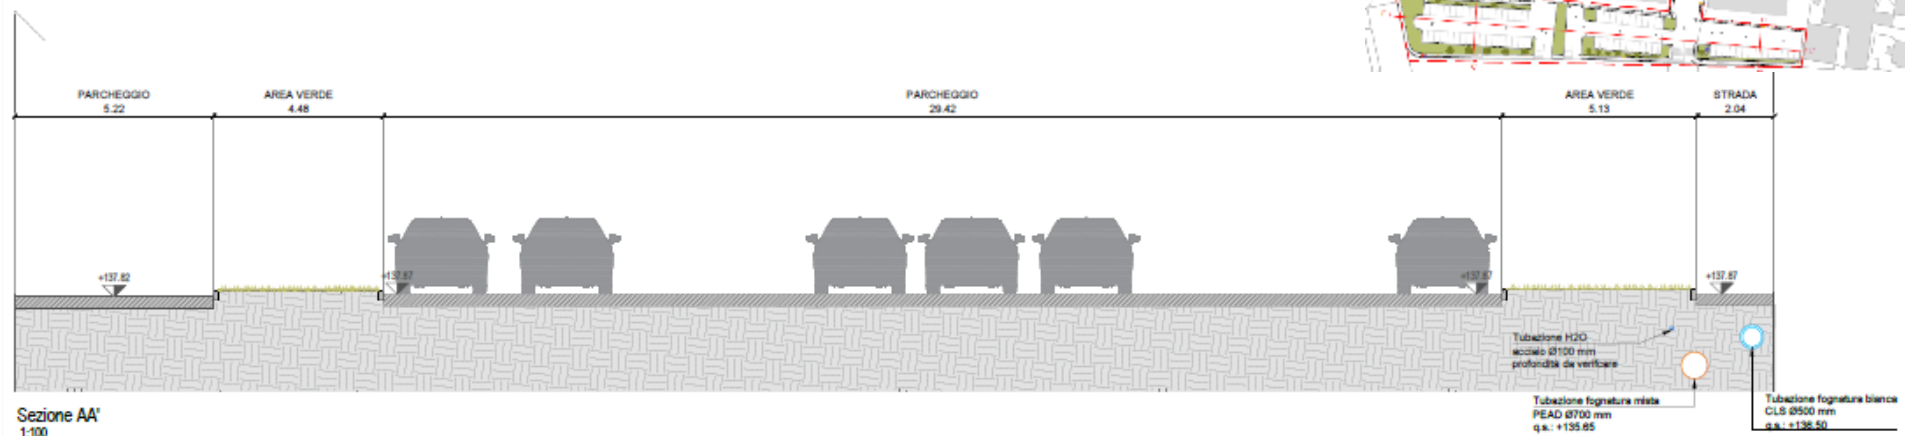 PARCHEGGIO
5.22
AREA VERDE
4.48
PARCHEGGIO
29.42
AREA VERDE
5.13
STRADA
2.04
+137.82
+137.87
+137.87
+137.87
Tubazione H2O
acciaio Ø100 mm
profondità da verificare
Tubazione fognatura mista
PEAD Ø700 mm
q.s.: +135.65
Tubazione fognatura bianca
CLS Ø500 mm
q.s.: +136.50
Sezione AA'
1:100